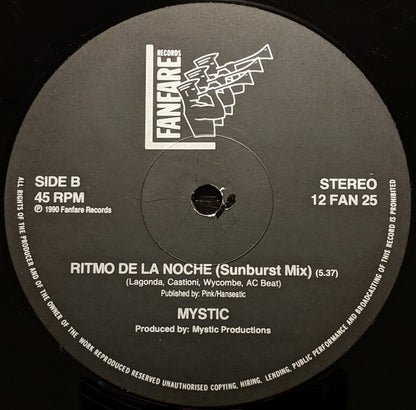 FANFARE
RECORDS
SIDE B
45 RPM
℗ 1990 Fanfare Records
STEREO
12 FAN 25
RITMO DE LA NOCHE (Sunburst Mix) (5.37)
(Lagonda, Castioni, Wycombe, AC Beat)
Published by: Pink/Hanseatic
MYSTIC
Produced by: Mystic Productions
ALL RIGHTS OF THE PRODUCER AND OF THE OWNER OF THE WORK REPRODUCED RESERVED UNAUTHORISED COPYING, HIRING, LENDING, PUBLIC PERFORMANCE AND BROADCASTING OF THIS RECORD PROHIBITED